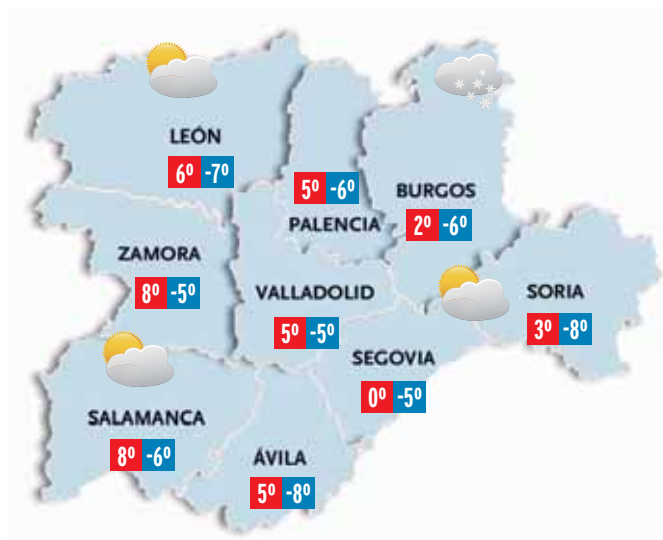 LEÓN
6º -7º
5º -6º
PALENCIA
BURGOS
2º -6º
ZAMORA
8º -5º
VALLADOLID
5º -5º
SORIA
3º -8º
SEGOVIA
0º -5º
SALAMANCA
8º -6º
ÁVILA
5º -8º